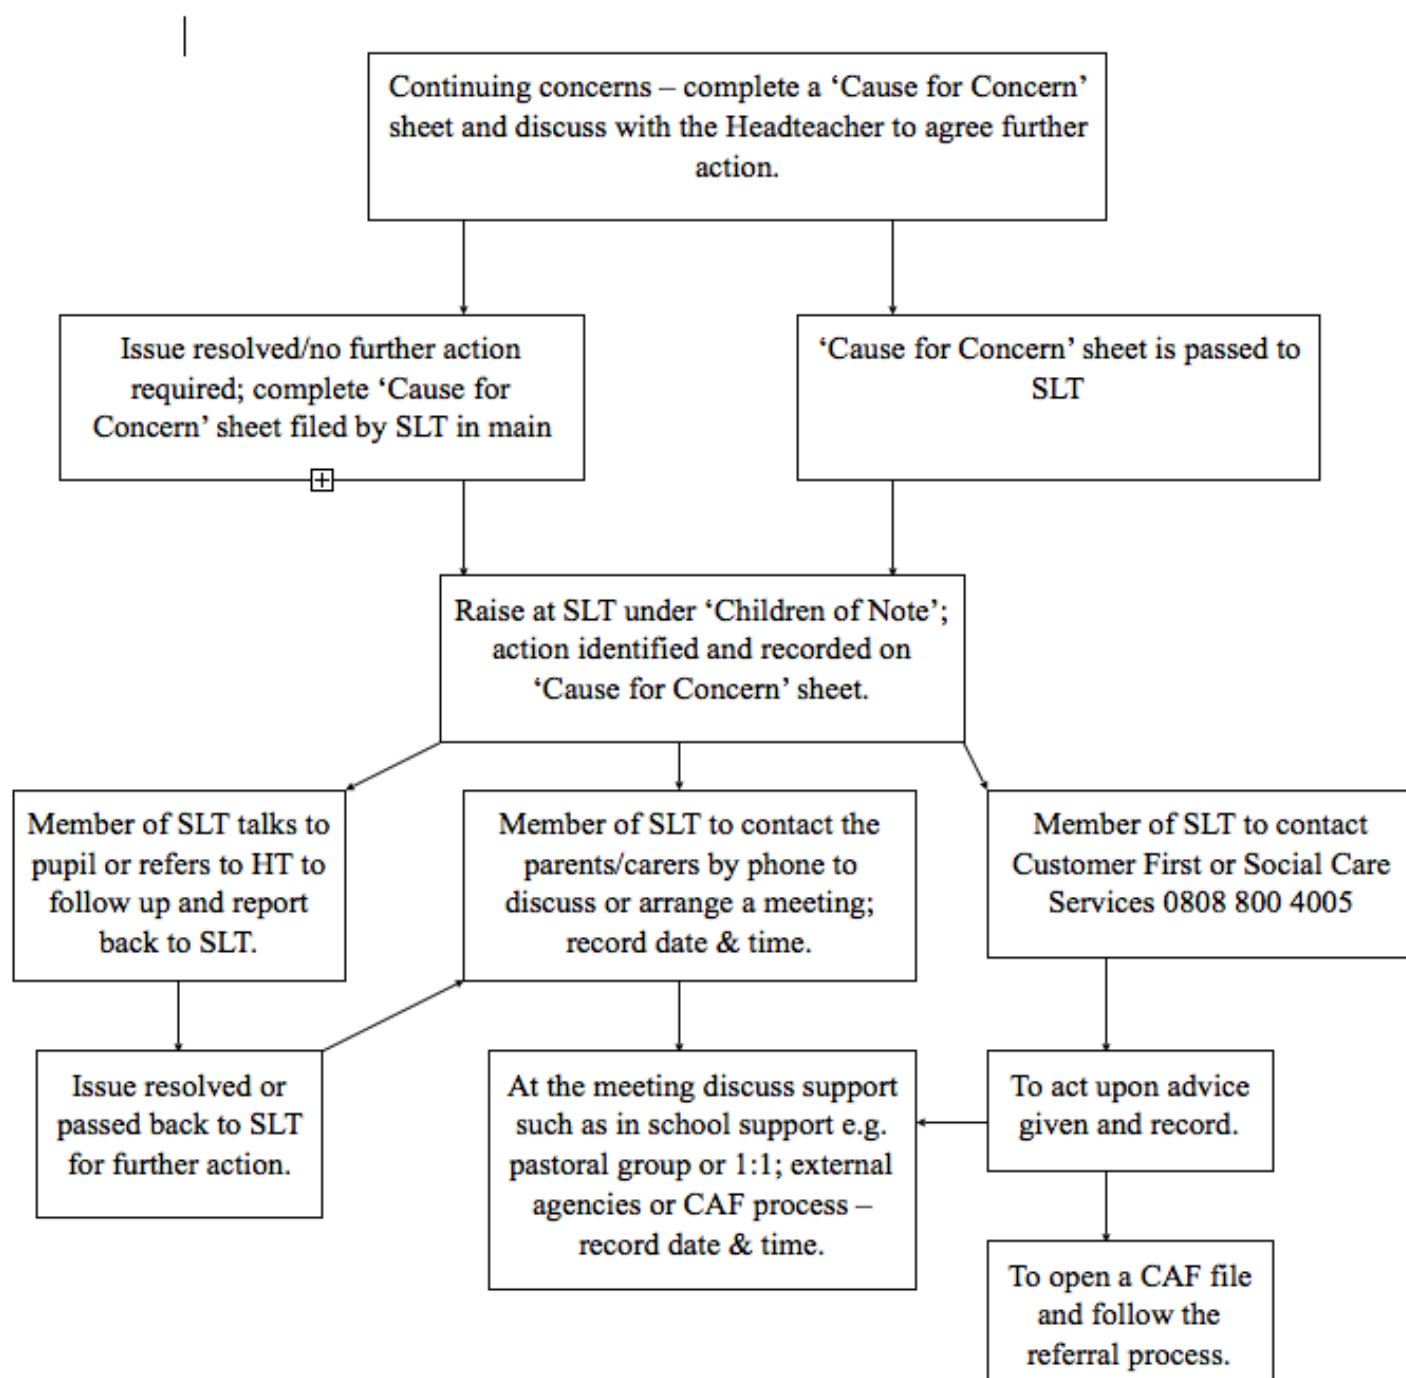 Continuing concerns – complete a ‘Cause for Concern’
sheet and discuss with the Headteacher to agree further
action.
Issue resolved/no further action
required; complete ‘Cause for
Concern’ sheet filed by SLT in main
‘Cause for Concern’ sheet is passed to
SLT
Raise at SLT under ‘Children of Note’;
action identified and recorded on
‘Cause for Concern’ sheet.
Member of SLT talks to
pupil or refers to HT to
follow up and report
back to SLT.
Member of SLT to contact the
parents/carers by phone to
discuss or arrange a meeting;
record date & time.
Member of SLT to contact
Customer First or Social Care
Services 0808 800 4005
Issue resolved or
passed back to SLT
for further action.
At the meeting discuss support
such as in school support e.g.
pastoral group or 1:1; external
agencies or CAF process –
record date & time.
To act upon advice
given and record.
To open a CAF file
and follow the
referral process.